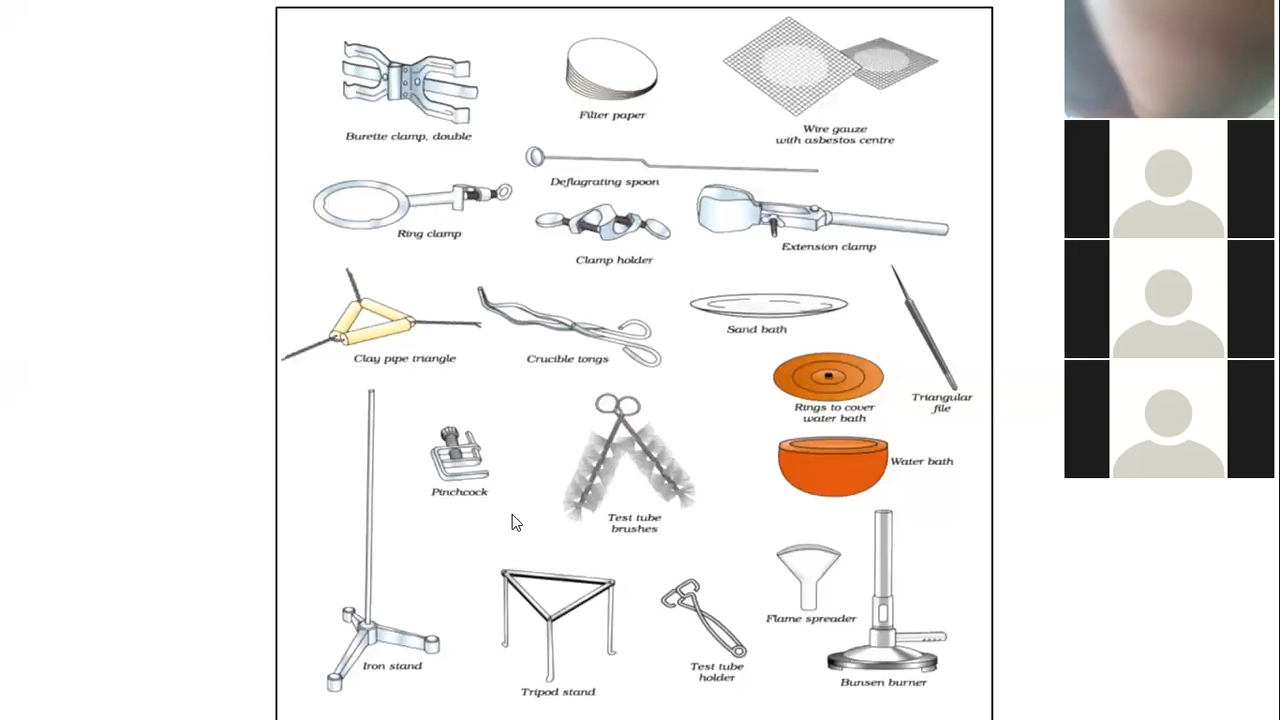 Burette clamp, double
Filter paper
Wire gauze
with asbestos centre
Deflagrating spoon
Ring clamp
Clamp holder
Extension clamp
Clay pipe triangle
Crucible tongs
Sand bath
Triangular
file
Rings to cover
water bath
Pinchcock
Test tube
brushes
Water bath
Iron stand
Tripod stand
Test tube
holder
Flame spreader
Bunsen burner